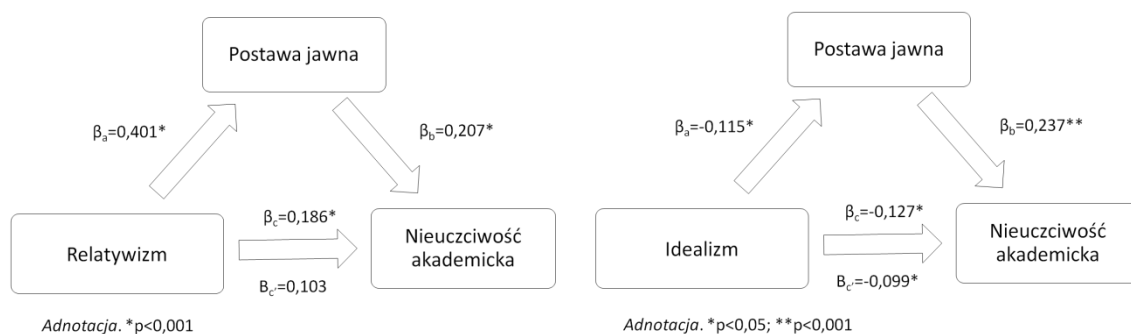 Postawa jawna
βa=0,401*
βb=0,207*
βc=0,186*
Relatywizm
Nieuczciwość
akademicka
Bc'=0,103
Adnotacja. *p<0,001
Postawa jawna
βa=-0,115*
βb=0,237**
βc=-0,127*
Idealizm
Nieuczciwość
akademicka
Bc'=-0,099*
Adnotacja. *p<0,05; **p<0,001